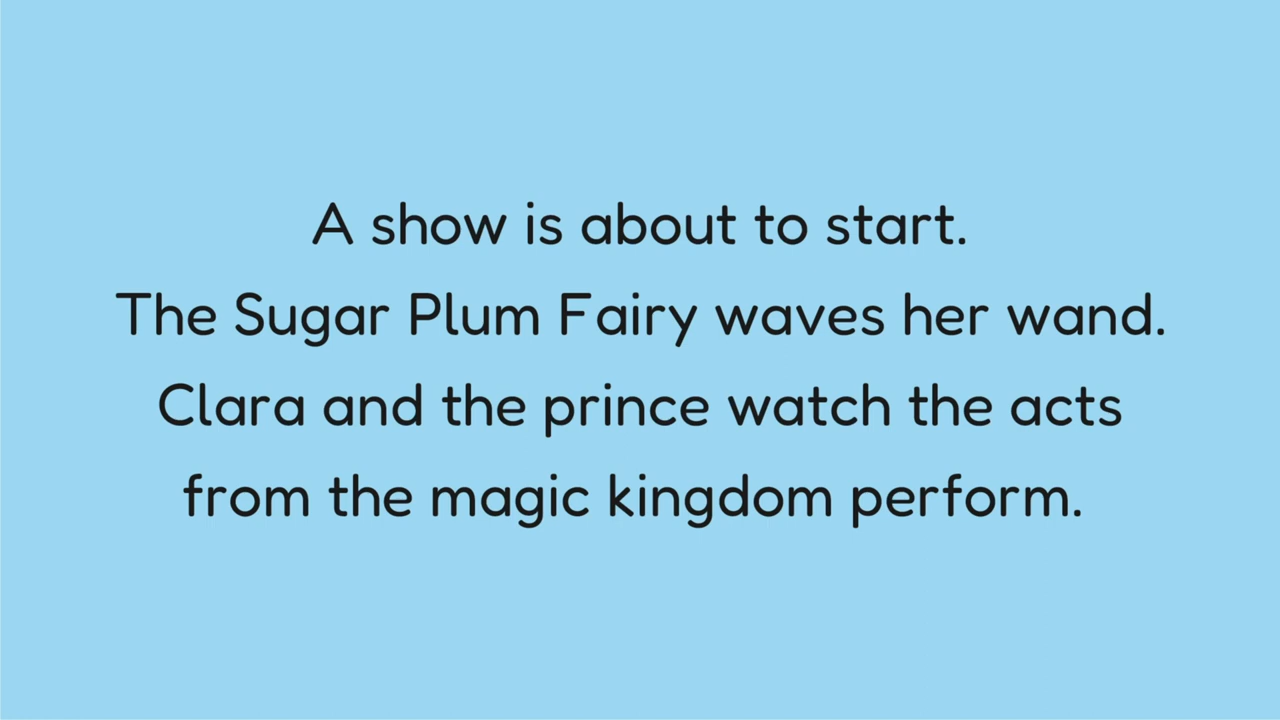 A show is about to start.
The Sugar Plum Fairy waves her wand.
Clara and the prince watch the acts
from the magic kingdom perform.